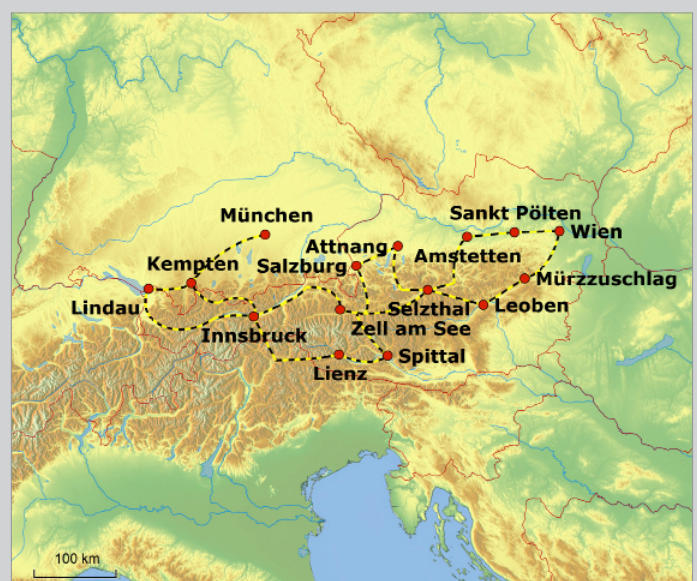 München
Sankt Pölten
Wien
Attnang
Amstetten
Kempten
Salzburg
Mürzzuschlag
Lindau
Selzthal
Leoben
Innsbruck
Zell am See
Spittal
Lienz
100 km